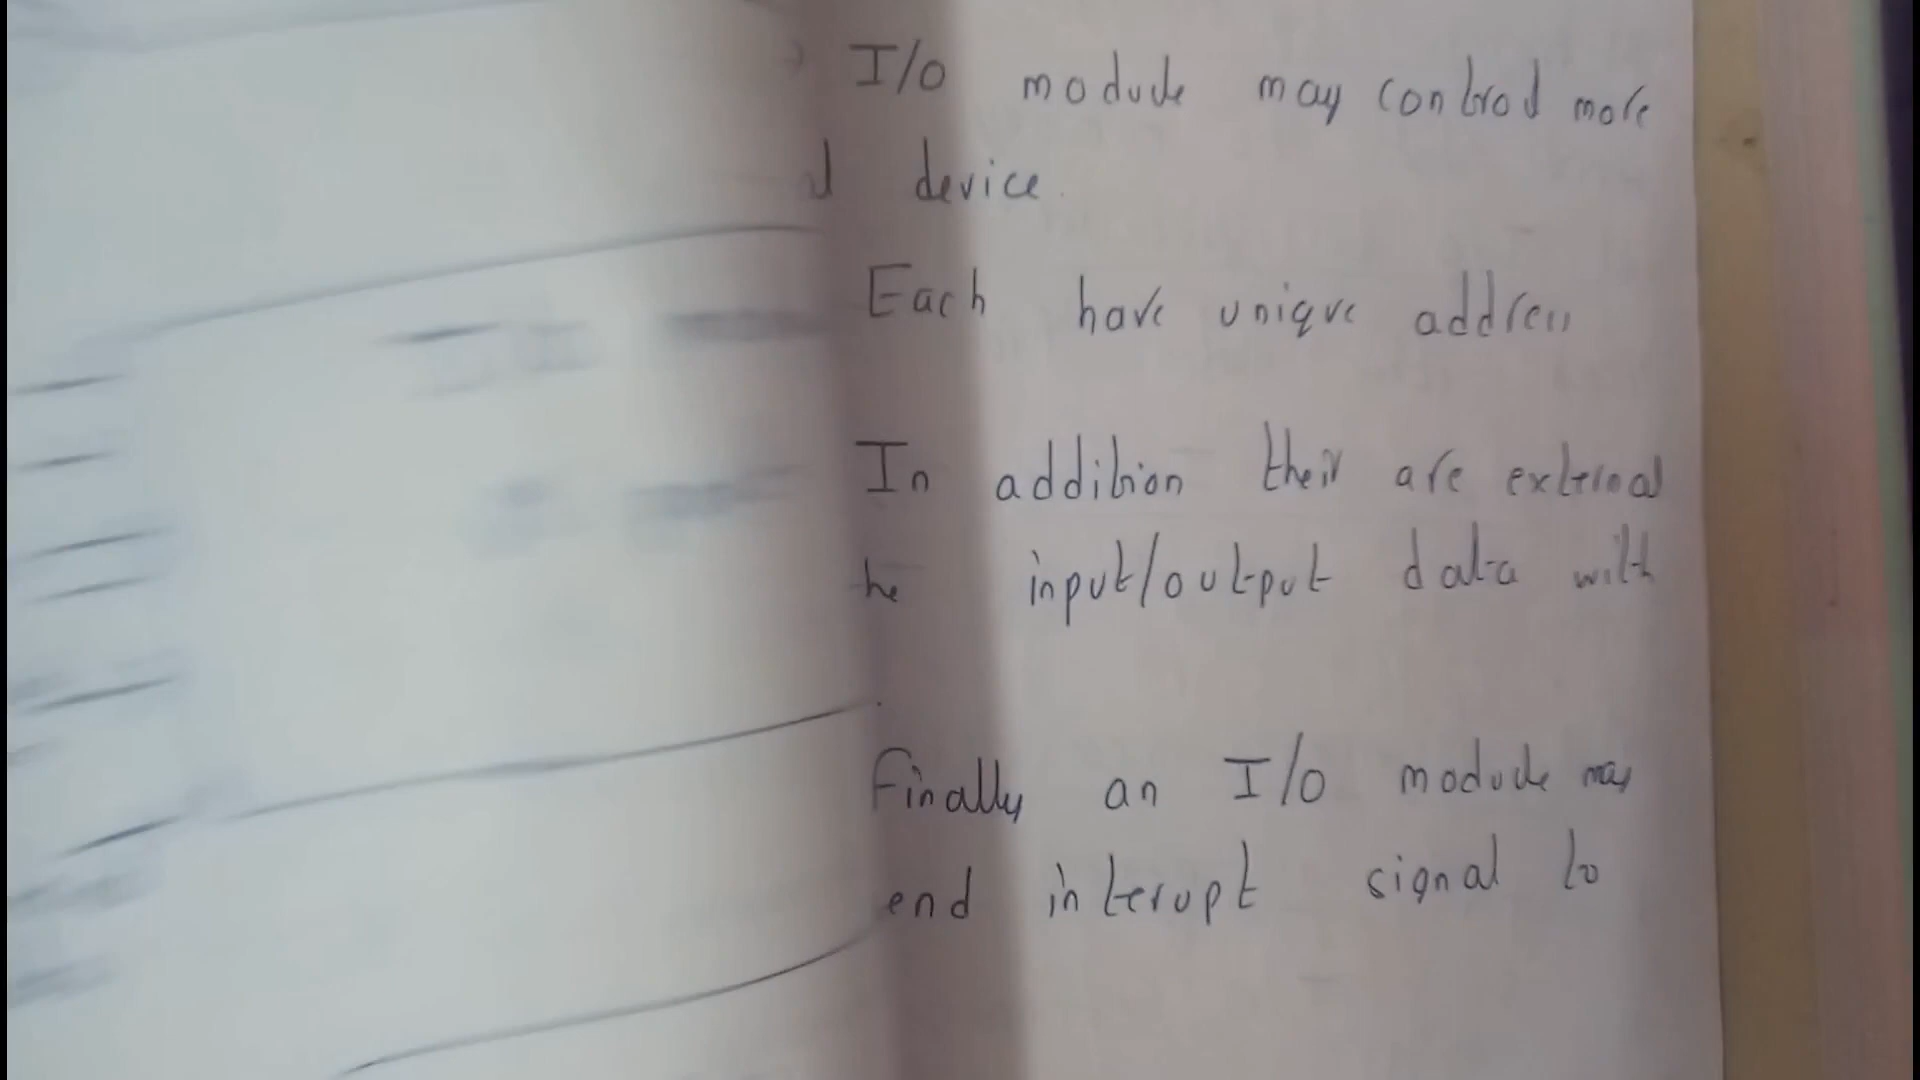 I/O module may control more
device
Each have unique address
In addition their are external
input/output data with
Finally an I/O module may
end interupt signal to